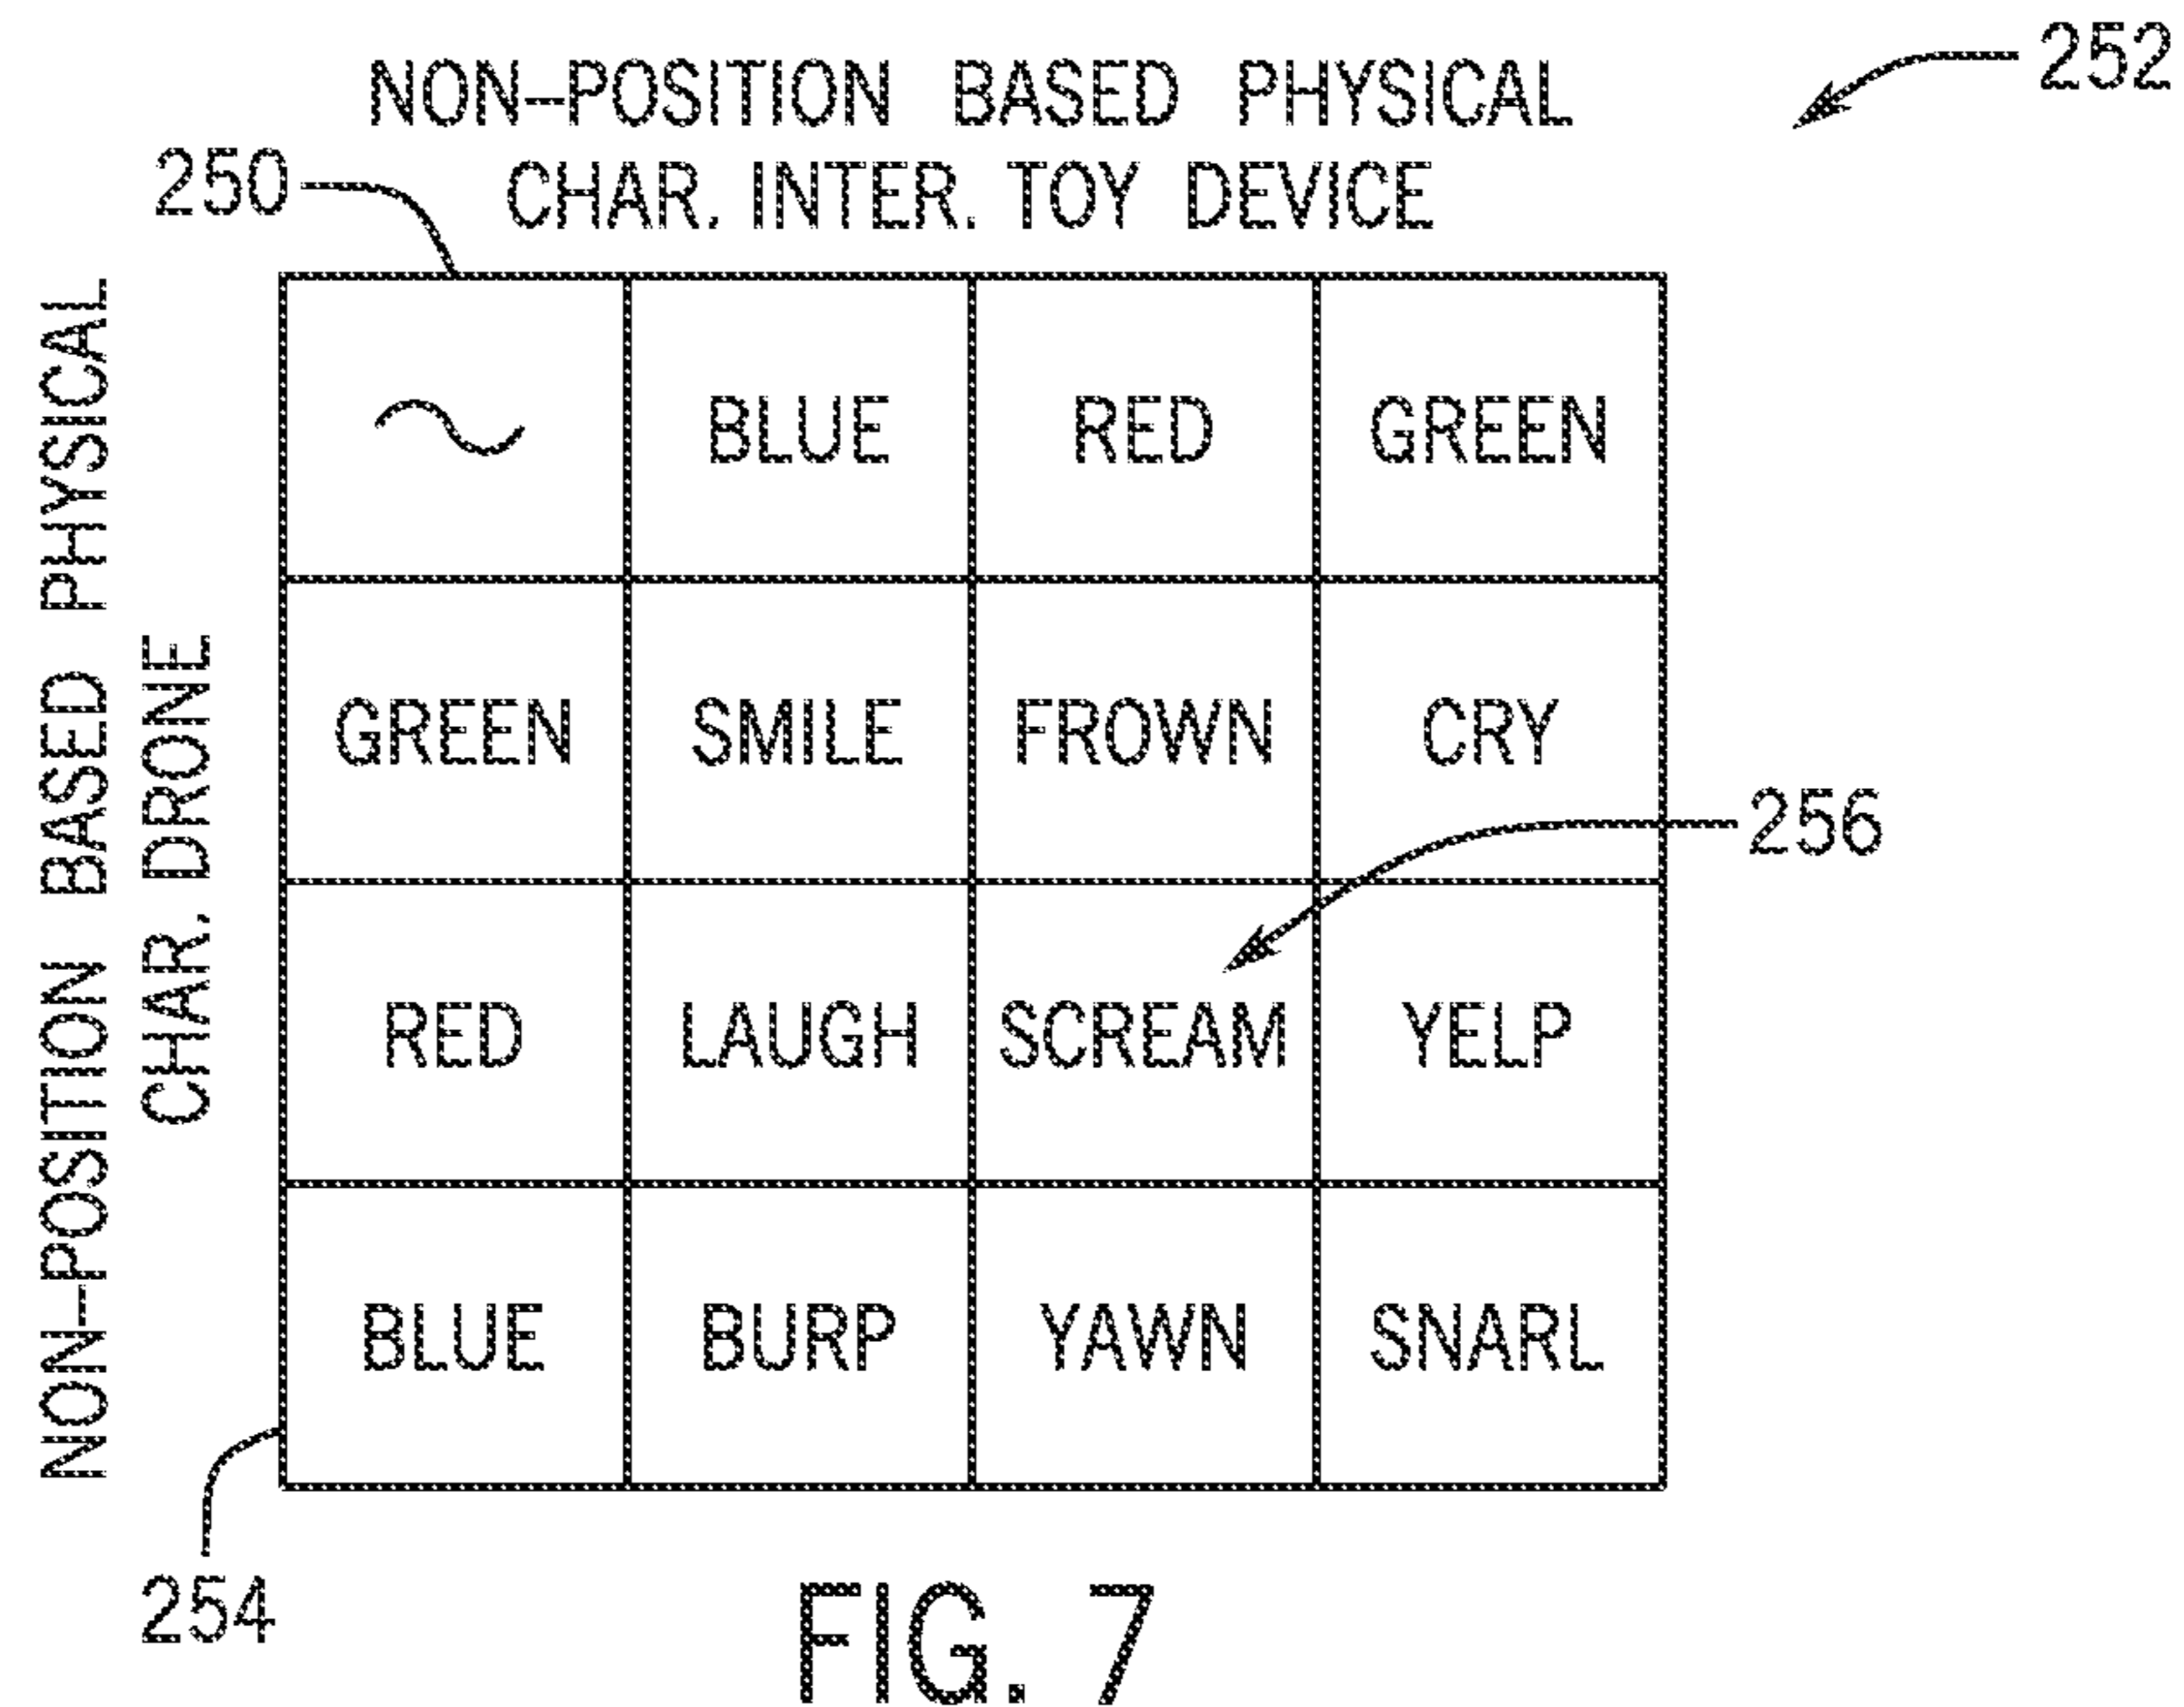 252
NON-POSITION BASED PHYSICAL
CHAR. INTER. TOY DEVICE
250
NON-POSITION BASED PHYSICAL
CHAR. DRONE
~ BLUE RED GREEN
GREEN SMILE FROWN CRY
256
RED LAUGH SCREAM YELP
BLUE BURP YAWN SNARL
254
FIG. 7